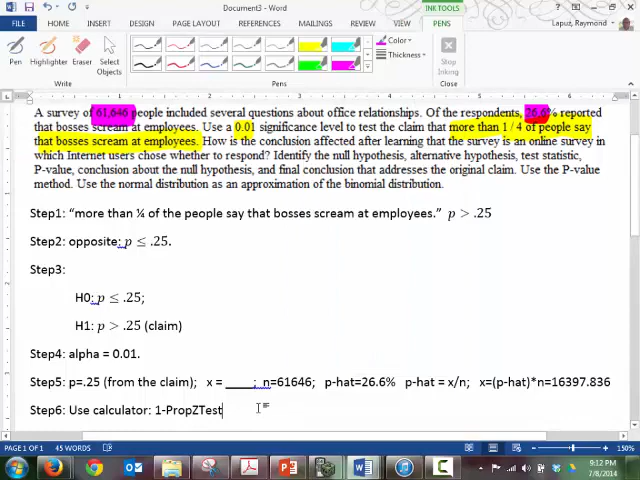 Document3 - Word
INK TOOLS
FILE HOME INSERT DESIGN PAGE LAYOUT REFERENCES MAILINGS REVIEW VIEW PENS
Lapuz, Raymond
Pen Highlighter Eraser
Color
Thickness
Stop Inking
Write Pens Close
1 2 3 4 5 6
A survey of 61,646 people included several questions about office relationships. Of the respondents, 26.6% reported
that bosses scream at employees. Use a 0.01 significance level to test the claim that more than 1 / 4 of people say
that bosses scream at employees. How is the conclusion affected after learning that the survey is an online survey in
which Internet users chose whether to respond? Identify the null hypothesis, alternative hypothesis, test statistic,
P-value, conclusion about the null hypothesis, and final conclusion that addresses the original claim. Use the P-value
method. Use the normal distribution as an approximation of the binomial distribution.
Step1: “more than ¼ of the people say that bosses scream at employees.” p > .25
Step2: opposite: p ≤ .25.
Step3:
H0: p ≤ .25;
H1: p > .25 (claim)
Step4: alpha = 0.01.
Step5: p=.25 (from the claim); x = ____; n=61646; p-hat=26.6% p-hat = x/n; x=(p-hat)*n=16397.836
Step6: Use calculator: 1-PropZTest
PAGE 1 OF 1 45 WORDS
150%
9:12 PM
7/8/2014